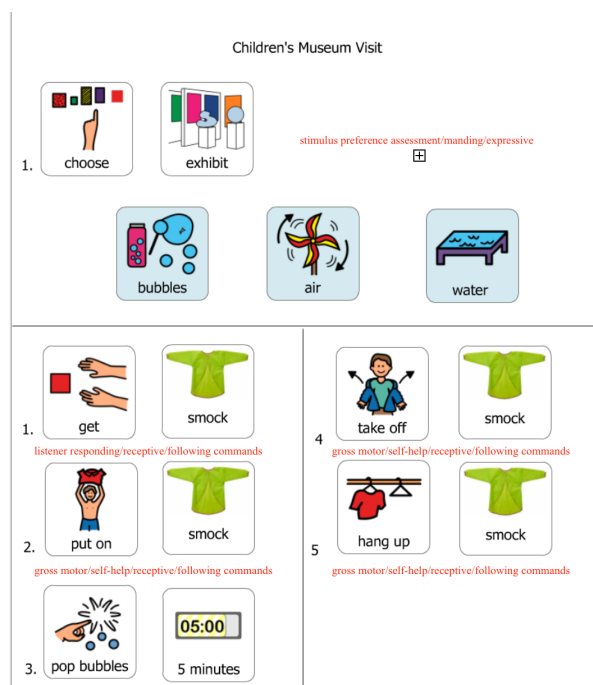 Children's Museum Visit
1. choose exhibit
stimulus preference assessment/manding/expressive
bubbles air water
1. get smock
listener responding/receptive/following commands
2. put on smock
gross motor/self-help/receptive/following commands
3. pop bubbles 05:00 5 minutes
4 take off smock
gross motor/self-help/receptive/following commands
5 hang up smock
gross motor/self-help/receptive/following commands